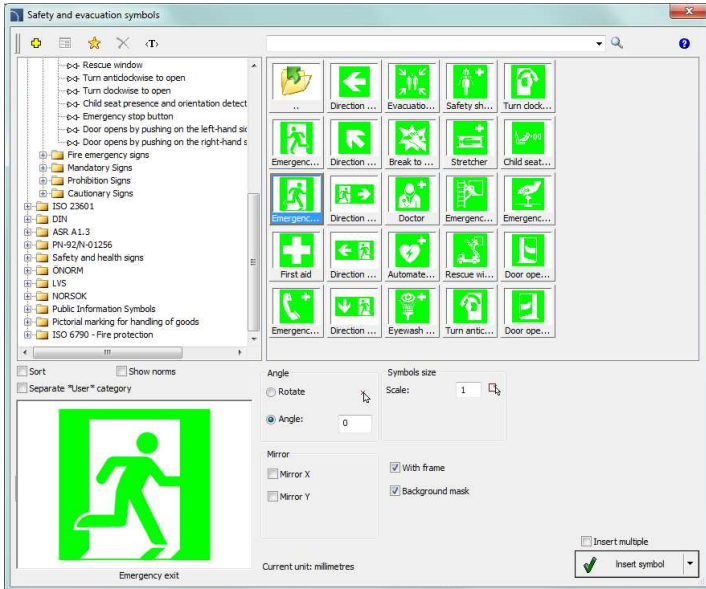 Safety and evacuation symbols
Rescue window
Turn anticlockwise to open
Turn clockwise to open
Child seat presence and orientation detect
Emergency stop button
Door opens by pushing on the left-hand sid
Door opens by pushing on the right-hand s
Fire emergency signs
Mandatory Signs
Prohibition Signs
Cautionary Signs
ISO 23601
DIN
ASR A1.3
PN-92/N-01256
Safety and health signs
ÖNORM
LVS
NORSOK
Public Information Symbols
Pictorial marking for handling of goods
ISO 6790 - Fire protection
..
Direction ...
Evacuatio...
Safety sh...
Turn clock...
Emergenc...
Direction ...
Break to ...
Stretcher
Child seat...
Emergenc...
Direction ...
Doctor
Emergenc...
Emergenc...
First aid
Direction ...
Automate...
Rescue wi...
Door ope...
Emergenc...
Direction ...
Eyewash ...
Turn antic...
Door ope...
Sort
Show norms
Separate "User" category
Emergency exit
Angle
Rotate
Angle:
0
Symbols size
Scale:
1
Mirror
Mirror X
Mirror Y
With frame
Background mask
Current unit: millimetres
Insert multiple
Insert symbol